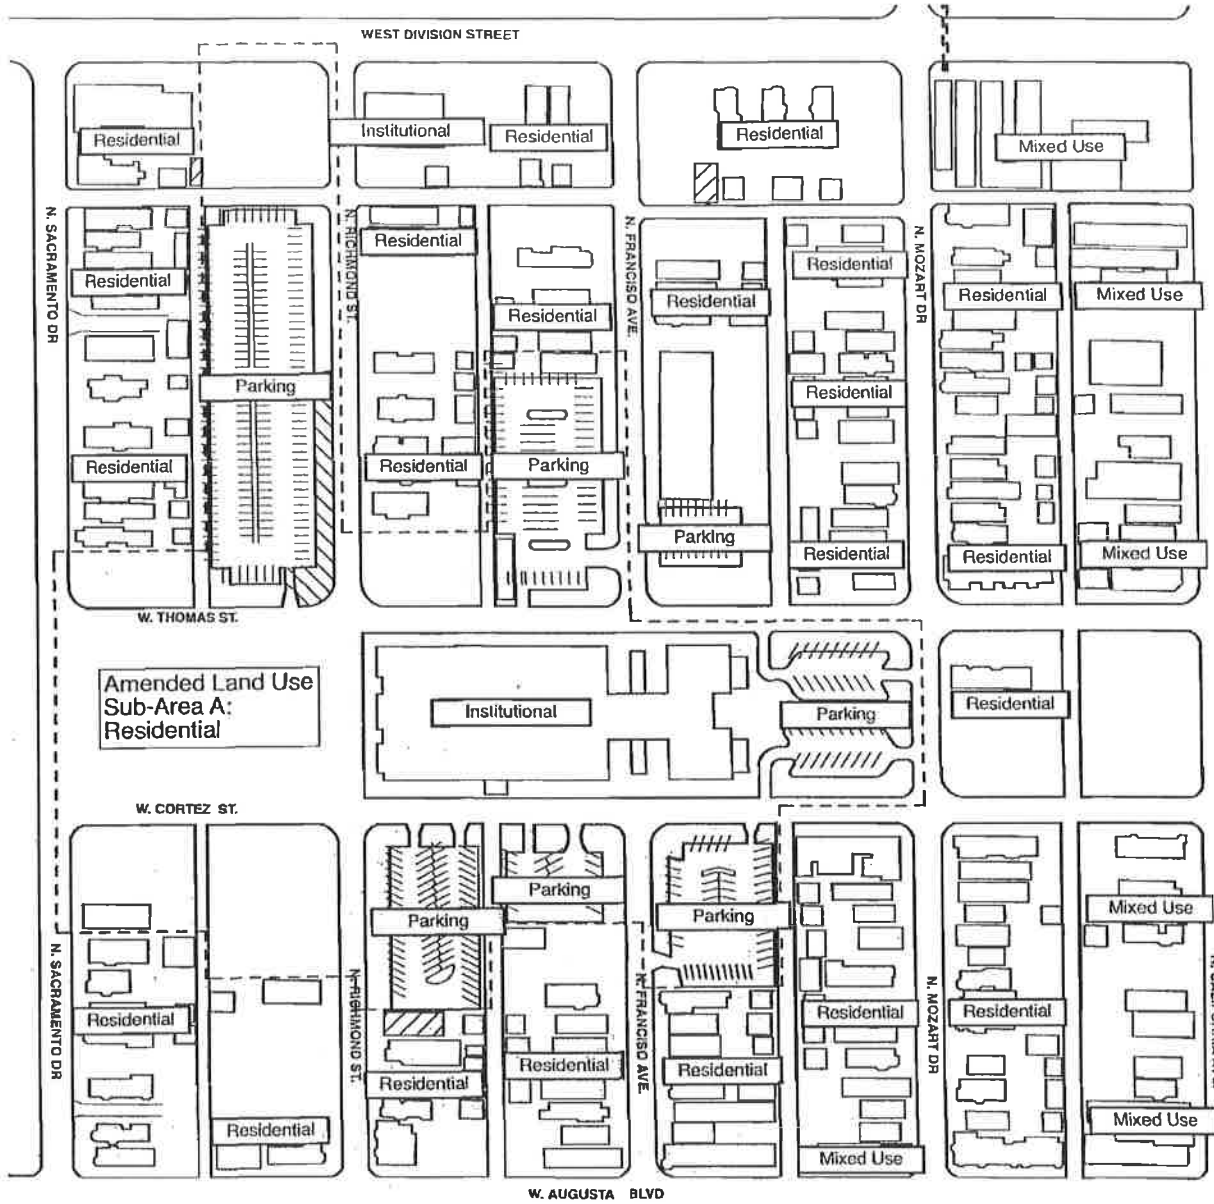 WEST DIVISION STREET
Residential
Institutional
Residential
Residential
Mixed Use
N. SACRAMENTO DR
N. RICHMOND ST.
N. FRANCISO AVE.
N. MOZART DR
Residential
Residential
Residential
Residential
Residential
Residential
Mixed Use
Parking
Residential
Residential
Residential
Parking
Parking
Residential
Residential
Mixed Use
W. THOMAS ST.
Amended Land Use
Sub-Area A:
Residential
Institutional
Parking
Residential
W. CORTEZ ST.
Parking
Parking
Parking
Mixed Use
N. SACRAMENTO DR
N. RICHMOND ST.
N. FRANCISO AVE.
N. MOZART DR
Residential
Residential
Residential
Residential
Residential
Residential
Residential
Mixed Use
Mixed Use
W. AUGUSTA BLVD